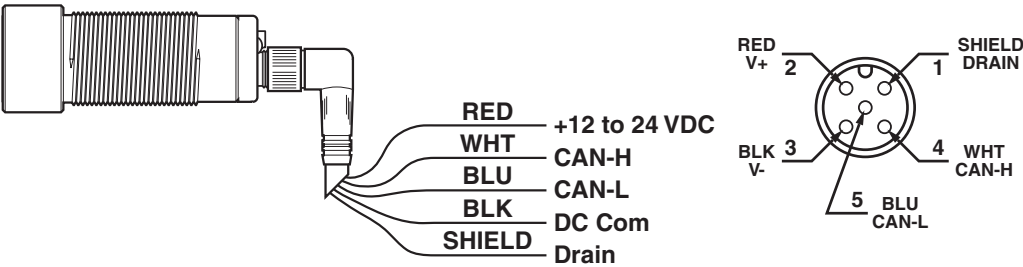 RED +12 to 24 VDC
WHT CAN-H
BLU CAN-L
BLK DC Com
SHIELD Drain
RED
V+
2
SHIELD
DRAIN
1
BLK
V-
3
4
WHT
CAN-H
5
BLU
CAN-L